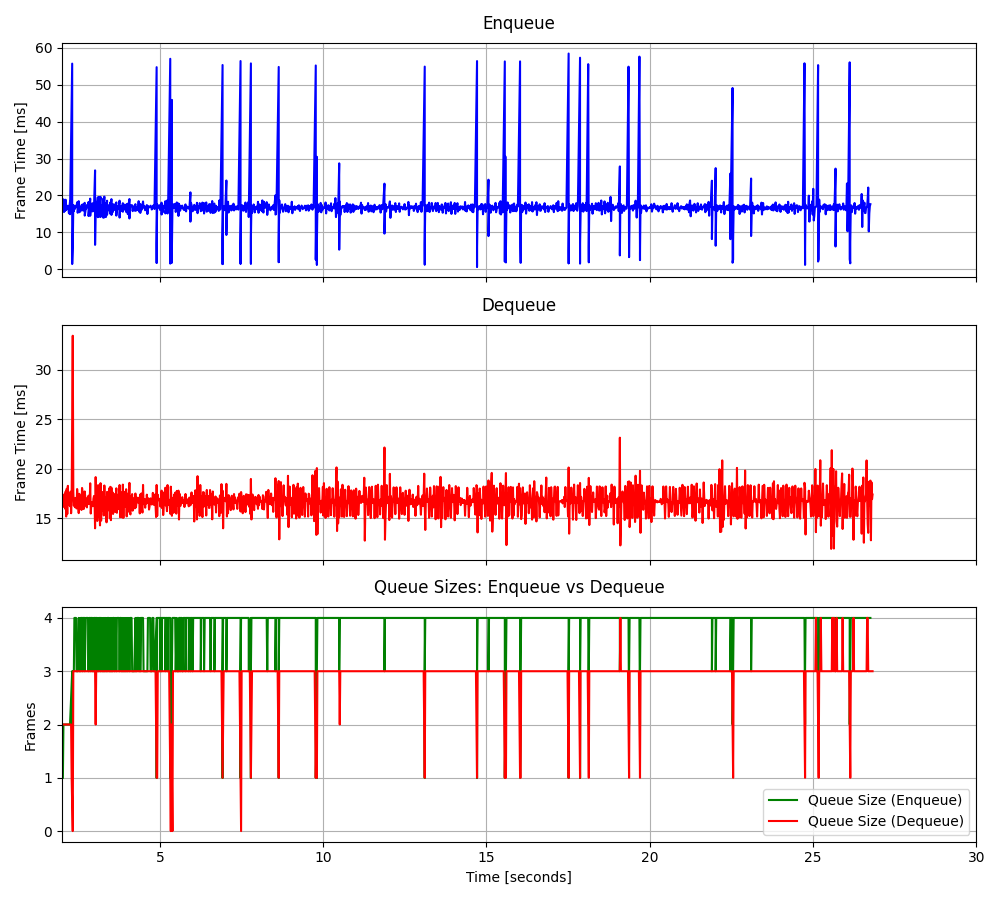 Enqueue
60
50
40
30
20
10
0
Frame Time [ms]
Dequeue
30
25
20
15
Frame Time [ms]
Queue Sizes: Enqueue vs Dequeue
4
3
2
1
0
Frames
Queue Size (Enqueue)
Queue Size (Dequeue)
5 10 15 20 25 30
Time [seconds]